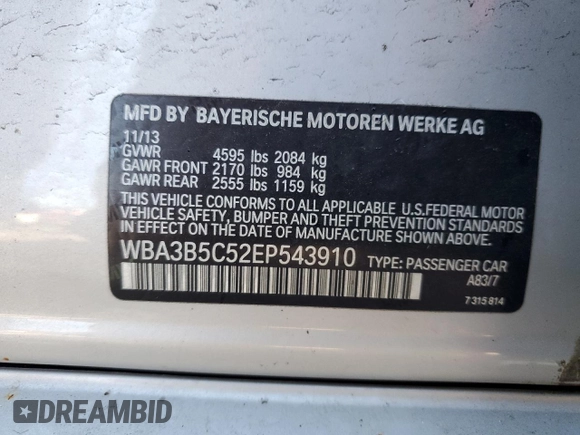 MFD BY BAYERISCHE MOTOREN WERKE AG
11/13
GVWR 4595 lbs 2084 kg
GAWR FRONT 2170 lbs 984 kg
GAWR REAR 2555 lbs 1159 kg
THIS VEHICLE CONFORMS TO ALL APPLICABLE U.S.FEDERAL MOTOR
VEHICLE SAFETY, BUMPER AND THEFT PREVENTION STANDARDS
IN EFFECT ON THE DATE OF MANUFACTURE SHOWN ABOVE.
WBA3B5C52EP543910 TYPE: PASSENGER CAR
A83/7
7 315 814
DREAMBID